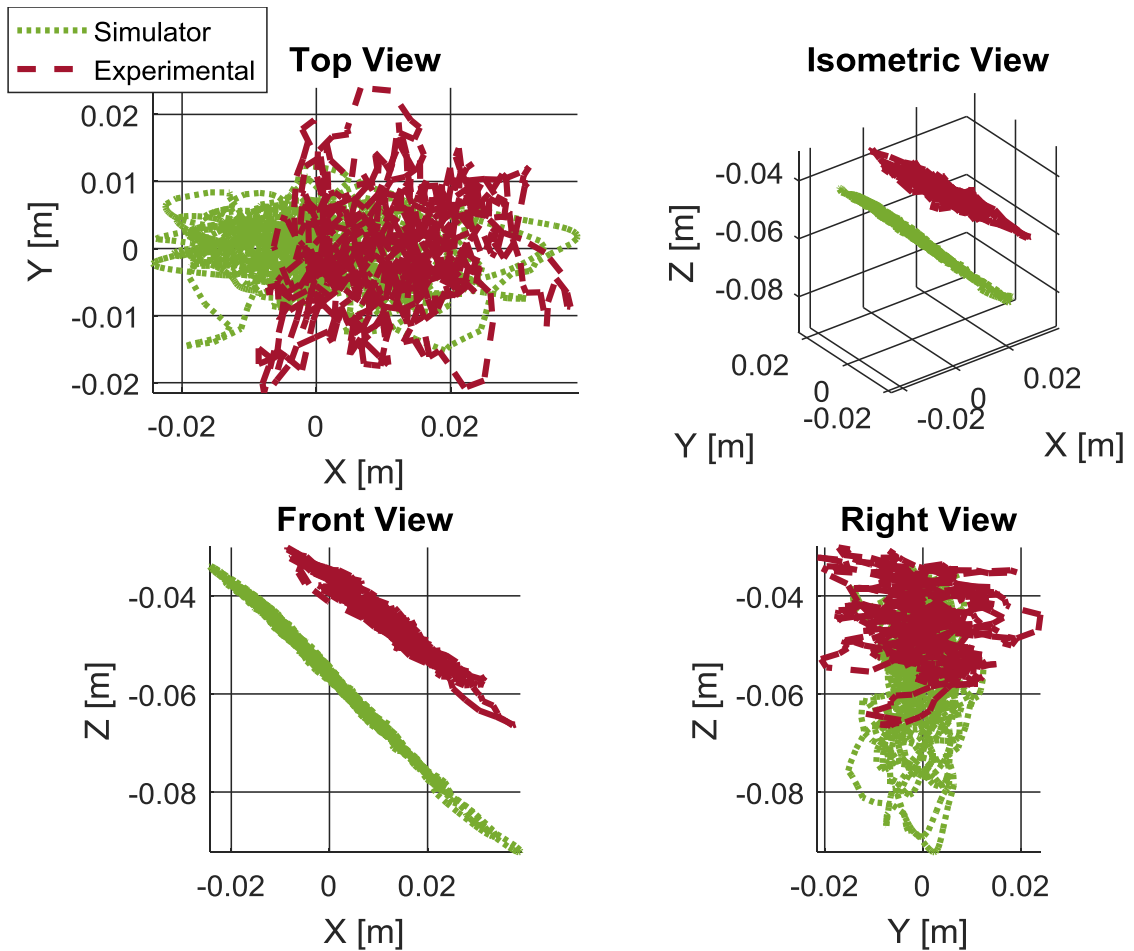 Simulator
Experimental
Top View
0.02
0.01
0
-0.01
-0.02
Y [m]
-0.02
0
0.02
X [m]
Isometric View
-0.04
-0.06
-0.08
Z [m]
0.02
0
-0.02
Y [m]
-0.02
0
0.02
X [m]
Front View
-0.04
-0.06
-0.08
Z [m]
-0.02
0
0.02
X [m]
Right View
-0.04
-0.06
-0.08
Z [m]
-0.02
0
0.02
Y [m]